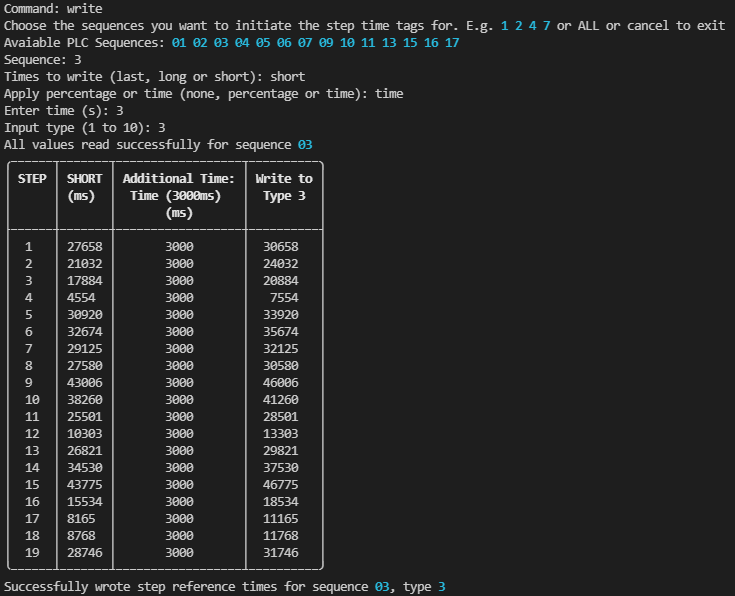 Command: write
Choose the sequences you want to initiate the step time tags for. E.g. 1 2 4 7 or ALL or cancel to exit
Avaiable PLC Sequences: 01 02 03 04 05 06 07 09 10 11 13 15 16 17
Sequence: 3
Times to write (last, long or short): short
Apply percentage or time (none, percentage or time): time
Enter time (s): 3
Input type (1 to 10): 3
All values read successfully for sequence 03
STEP SHORT Additional Time: Write to
(ms) Time (3000ms) Type 3
(ms)
1 27658 3000 30658
2 21032 3000 24032
3 17884 3000 20884
4 4554 3000 7554
5 30920 3000 33920
6 32674 3000 35674
7 29125 3000 32125
8 27580 3000 30580
9 43006 3000 46006
10 38260 3000 41260
11 25501 3000 28501
12 10303 3000 13303
13 26821 3000 29821
14 34530 3000 37530
15 43775 3000 46775
16 15534 3000 18534
17 8165 3000 11165
18 8768 3000 11768
19 28746 3000 31746
Successfully wrote step reference times for sequence 03, type 3